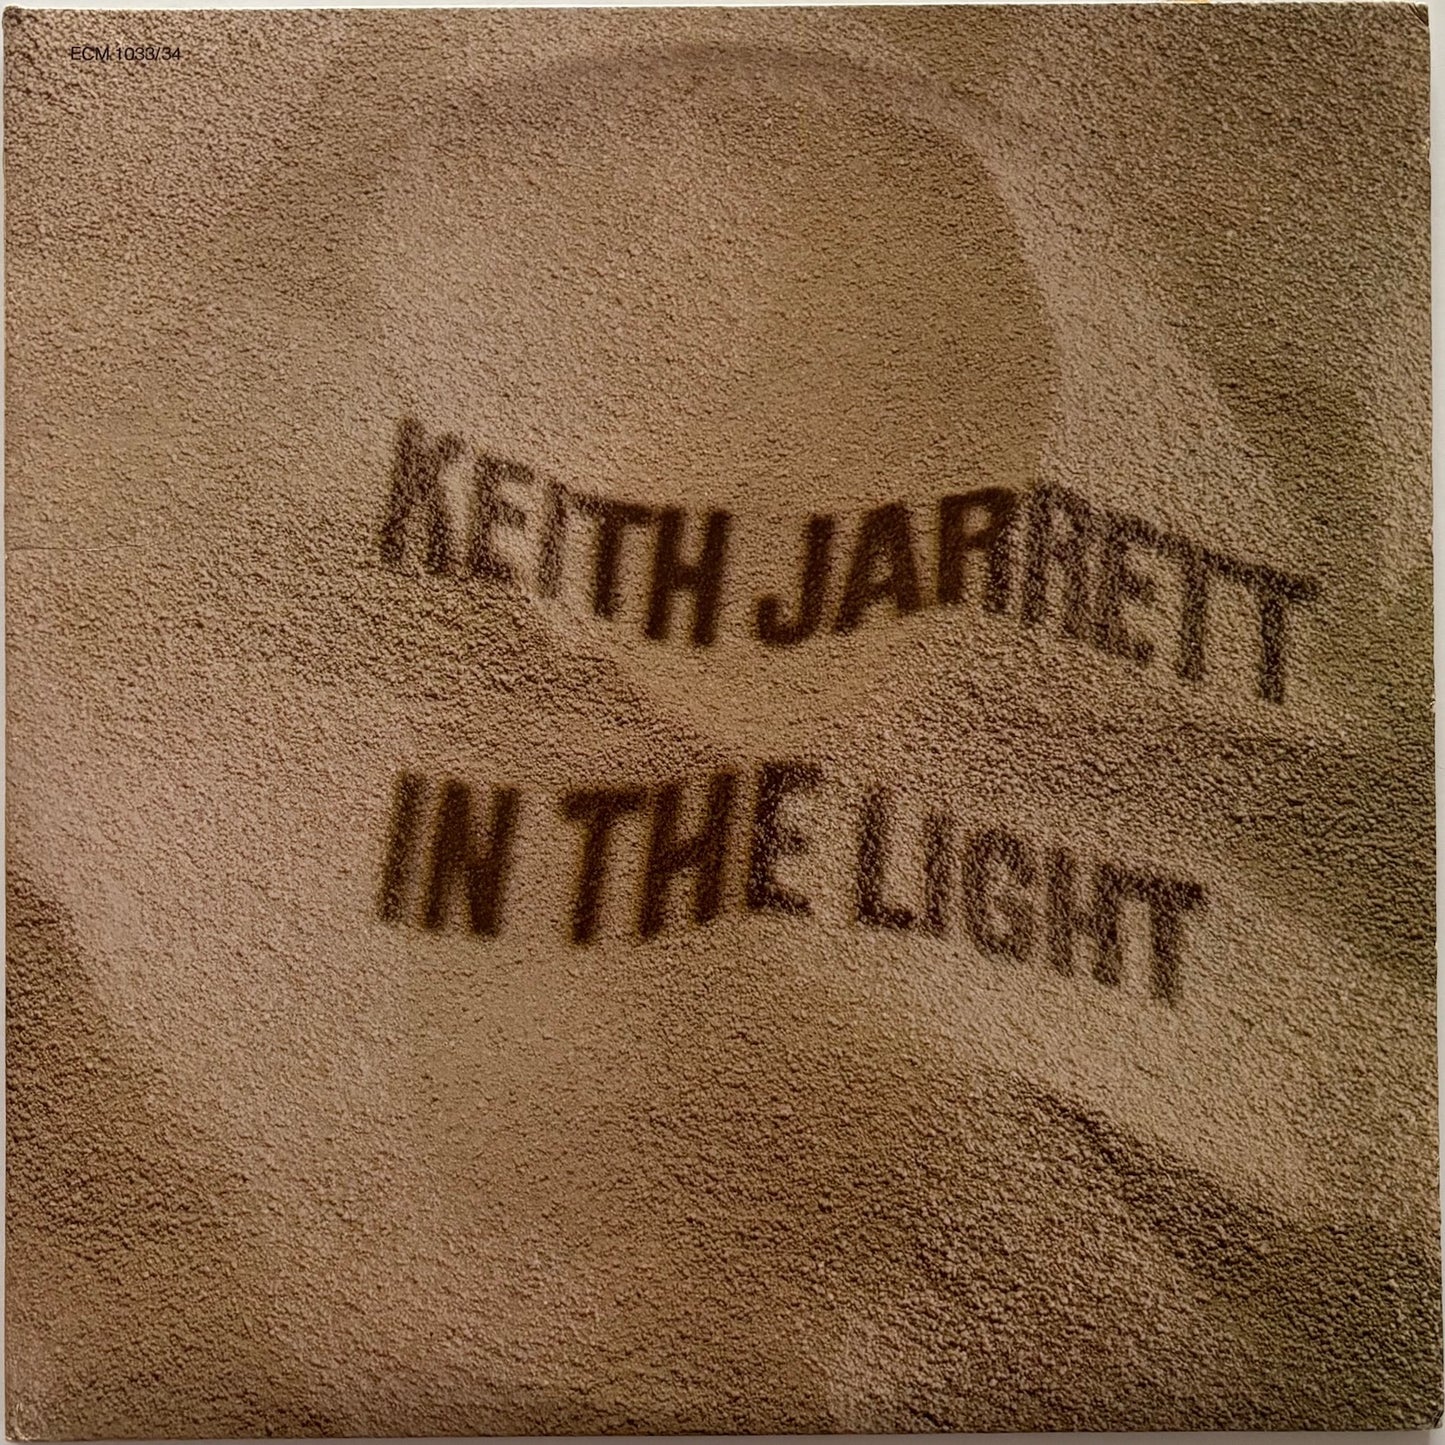 ECM 1033/34
KEITH JARRETT
IN THE LIGHT